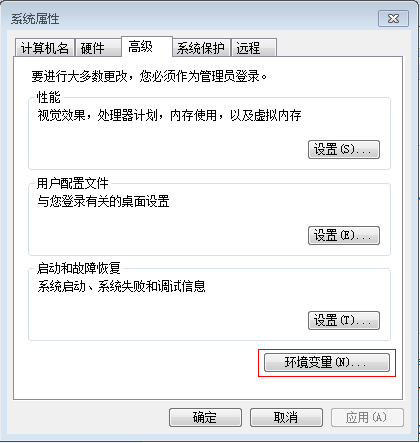 系统属性
计算机名 硬件 高级 系统保护 远程
要进行大多数更改，您必须作为管理员登录。
性能
视觉效果，处理器计划，内存使用，以及虚拟内存
设置(S)...
用户配置文件
与您登录有关的桌面设置
设置(E)...
启动和故障恢复
系统启动、系统失败和调试信息
设置(T)...
环境变量(N)...
确定 取消 应用(A)